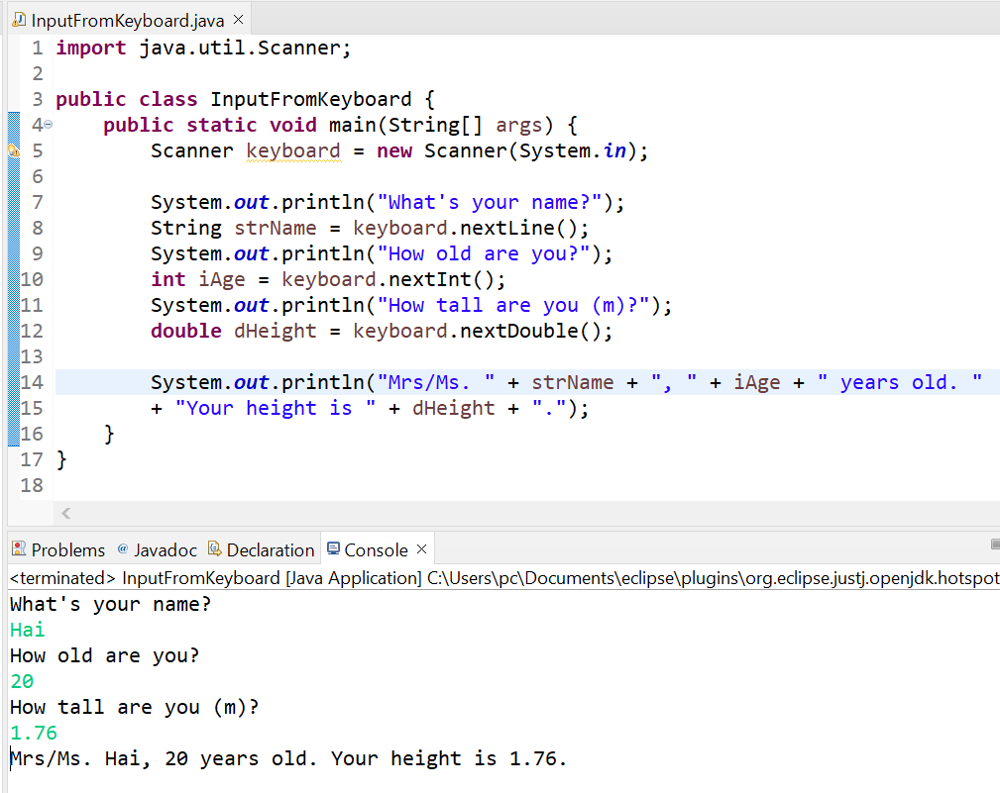 InputFromKeyboard.java
1 import java.util.Scanner;
2
3 public class InputFromKeyboard {
4 public static void main(String[] args) {
5 Scanner keyboard = new Scanner(System.in);
6
7 System.out.println("What's your name?");
8 String strName = keyboard.nextLine();
9 System.out.println("How old are you?");
10 int iAge = keyboard.nextInt();
11 System.out.println("How tall are you (m)?");
12 double dHeight = keyboard.nextDouble();
13
14 System.out.println("Mrs/Ms. " + strName + ", " + iAge + " years old. "
15 + "Your height is " + dHeight + ".");
16 }
17 }
18
Problems @ Javadoc Declaration Console
<terminated> InputFromKeyboard [Java Application] C:\Users\pc\Documents\eclipse\plugins\org.eclipse.justj.openjdk.hotspot
What's your name?
Hai
How old are you?
20
How tall are you (m)?
1.76
Mrs/Ms. Hai, 20 years old. Your height is 1.76.